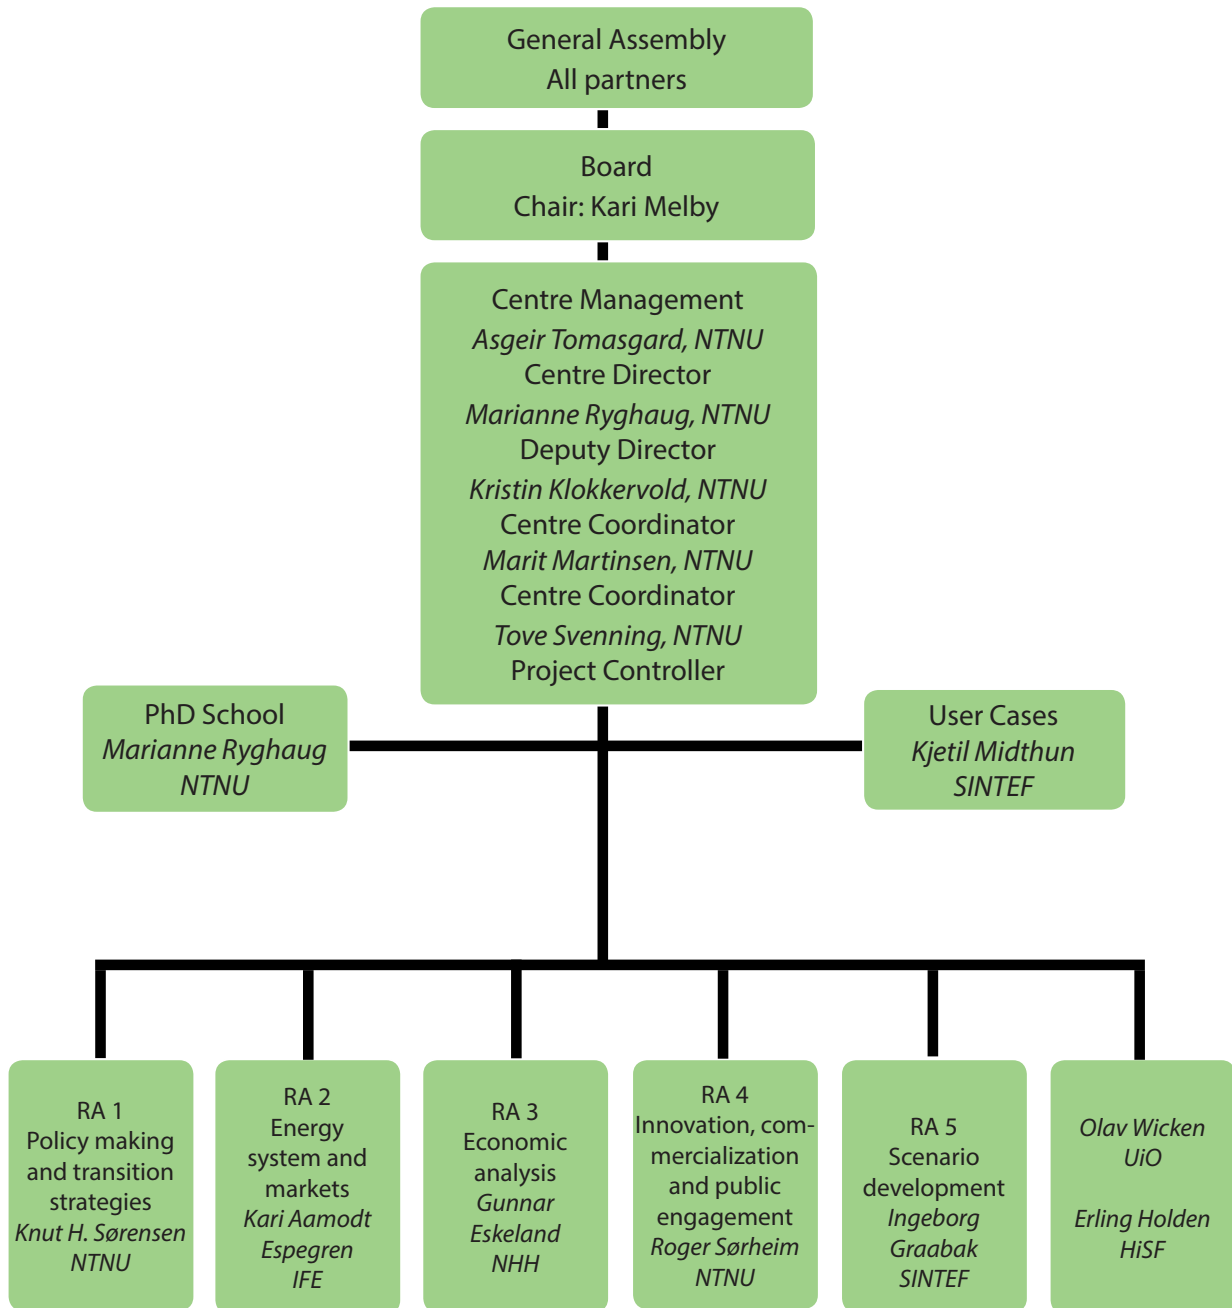 General Assembly
All partners
Board
Chair: Kari Melby
Centre Management
Asgeir Tomasgard, NTNU
Centre Director
Marianne Ryghaug, NTNU
Deputy Director
Kristin Klokkervold, NTNU
Centre Coordinator
Marit Martinsen, NTNU
Centre Coordinator
Tove Svenning, NTNU
Project Controller
PhD School
Marianne Ryghaug
NTNU
User Cases
Kjetil Midthun
SINTEF
RA 1
Policy making
and transition
strategies
Knut H. Sørensen
NTNU
RA 2
Energy
system and
markets
Kari Aamodt
Espegren
IFE
RA 3
Economic
analysis
Gunnar
Eskeland
NHH
RA 4
Innovation, com-
mercialization
and public
engagement
Roger Sørheim
NTNU
RA 5
Scenario
development
Ingeborg
Graabak
SINTEF
Olav Wicken
UiO
Erling Holden
HiSF